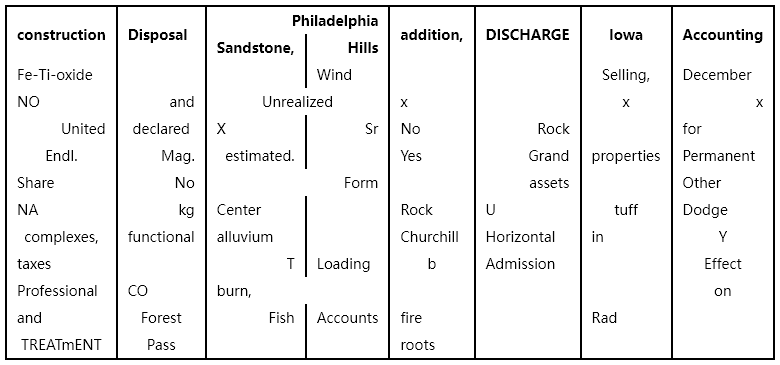 construction Disposal Philadelphia addition, DISCHARGE Iowa Accounting
Sandstone, Hills
Fe-Ti-oxide Wind Selling, December
NO and Unrealized x x x
United declared X Sr No Rock for
Endl. Mag. estimated. Yes Grand properties Permanent
Share No Form assets Other
NA kg Center Rock U tuff Dodge
complexes, functional alluvium Churchill Horizontal in Y
taxes T Loading b Admission Effect
Professional CO burn, on
and Forest Fish Accounts fire Rad
TREATmENT Pass roots